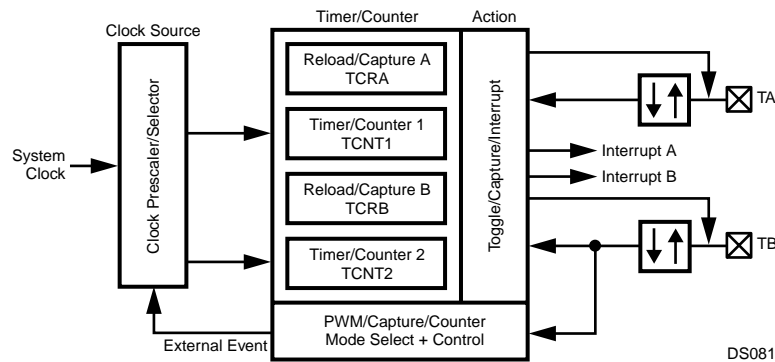 Timer/Counter
Action
Clock Source
Reload/Capture A
TCRA
TA
Timer/Counter 1
TCNT1
Clock Prescaler/Selector
Toggle/Capture/Interrupt
System
Clock
Interrupt A
Interrupt B
Reload/Capture B
TCRB
Timer/Counter 2
TCNT2
TB
PWM/Capture/Counter
Mode Select + Control
External Event
DS081